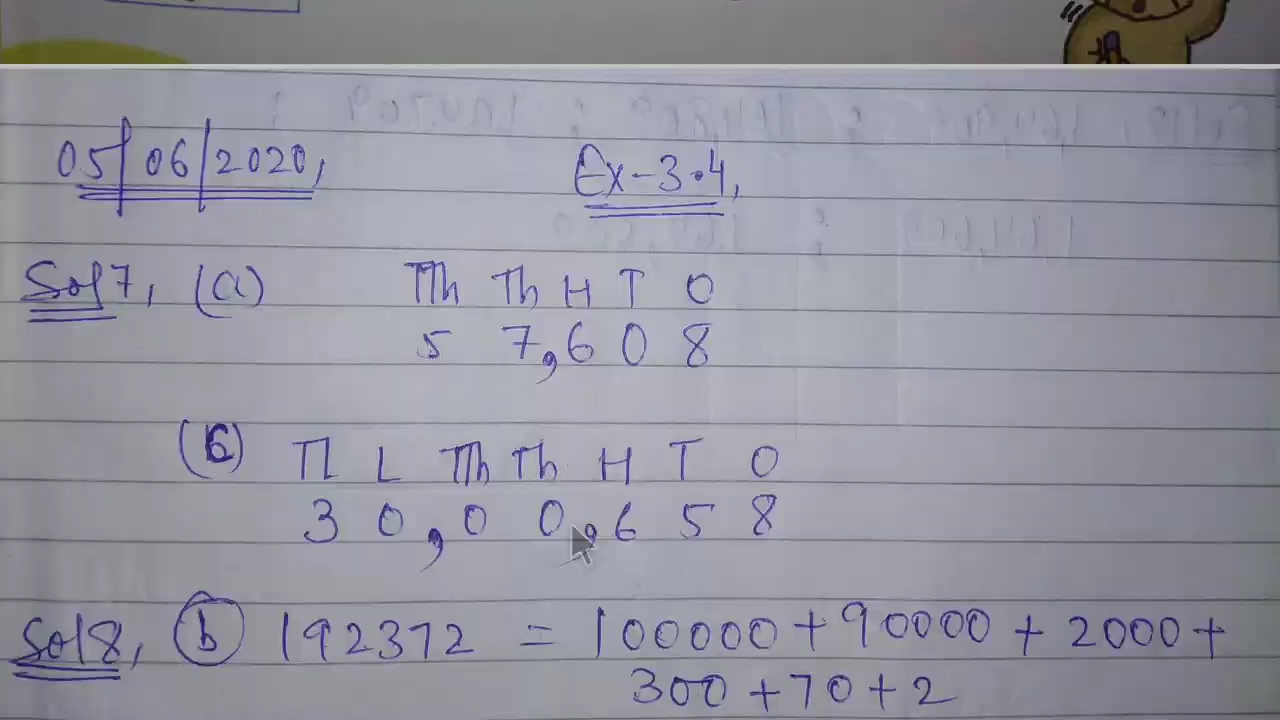 05/06/2020,
Ex-3.4,
Sol7, (a) TTh Th H T O
5 7,6 0 8
(c) TL L TTh Th H T O
3 0,0 0,6 5 8
Sol8, (b) 192372 = 100000 + 90000 + 2000 +
300 + 70 + 2